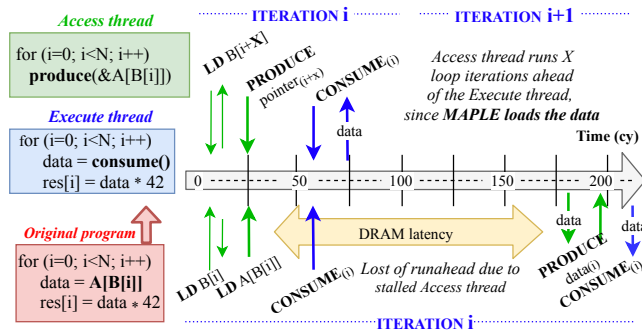 Access thread
for (i=0; i<N; i++)
produce(&A[B[i]])
Execute thread
for (i=0; i<N; i++)
data = consume()
res[i] = data * 42
Original program
for (i=0; i<N; i++)
data = A[B[i]]
res[i] = data * 42
ITERATION i
ITERATION i+1
LD B[i+X]
PRODUCE
pointer(i+x)
CONSUME(i)
data
Access thread runs X
loop iterations ahead
of the Execute thread,
since MAPLE loads the data
Time (cy)
0
50
100
150
200
LD B[i]
LD A[B[i]]
CONSUME(i)
DRAM latency
Lost of runahead due to
stalled Access thread
data
PRODUCE
data(i)
data
CONSUME(i)
ITERATION i